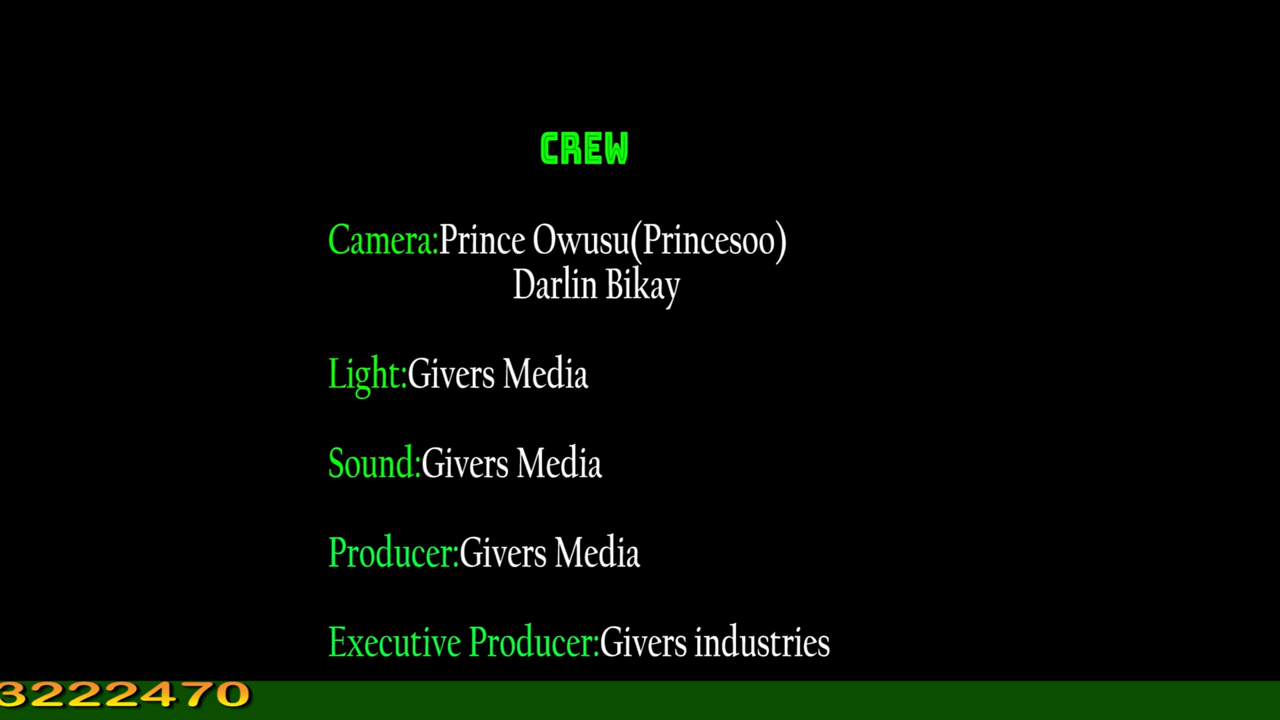 CREW
Camera:Prince Owusu(Princesoo)
Darlin Bikay
Light:Givers Media
Sound:Givers Media
Producer:Givers Media
Executive Producer:Givers industries
3222470